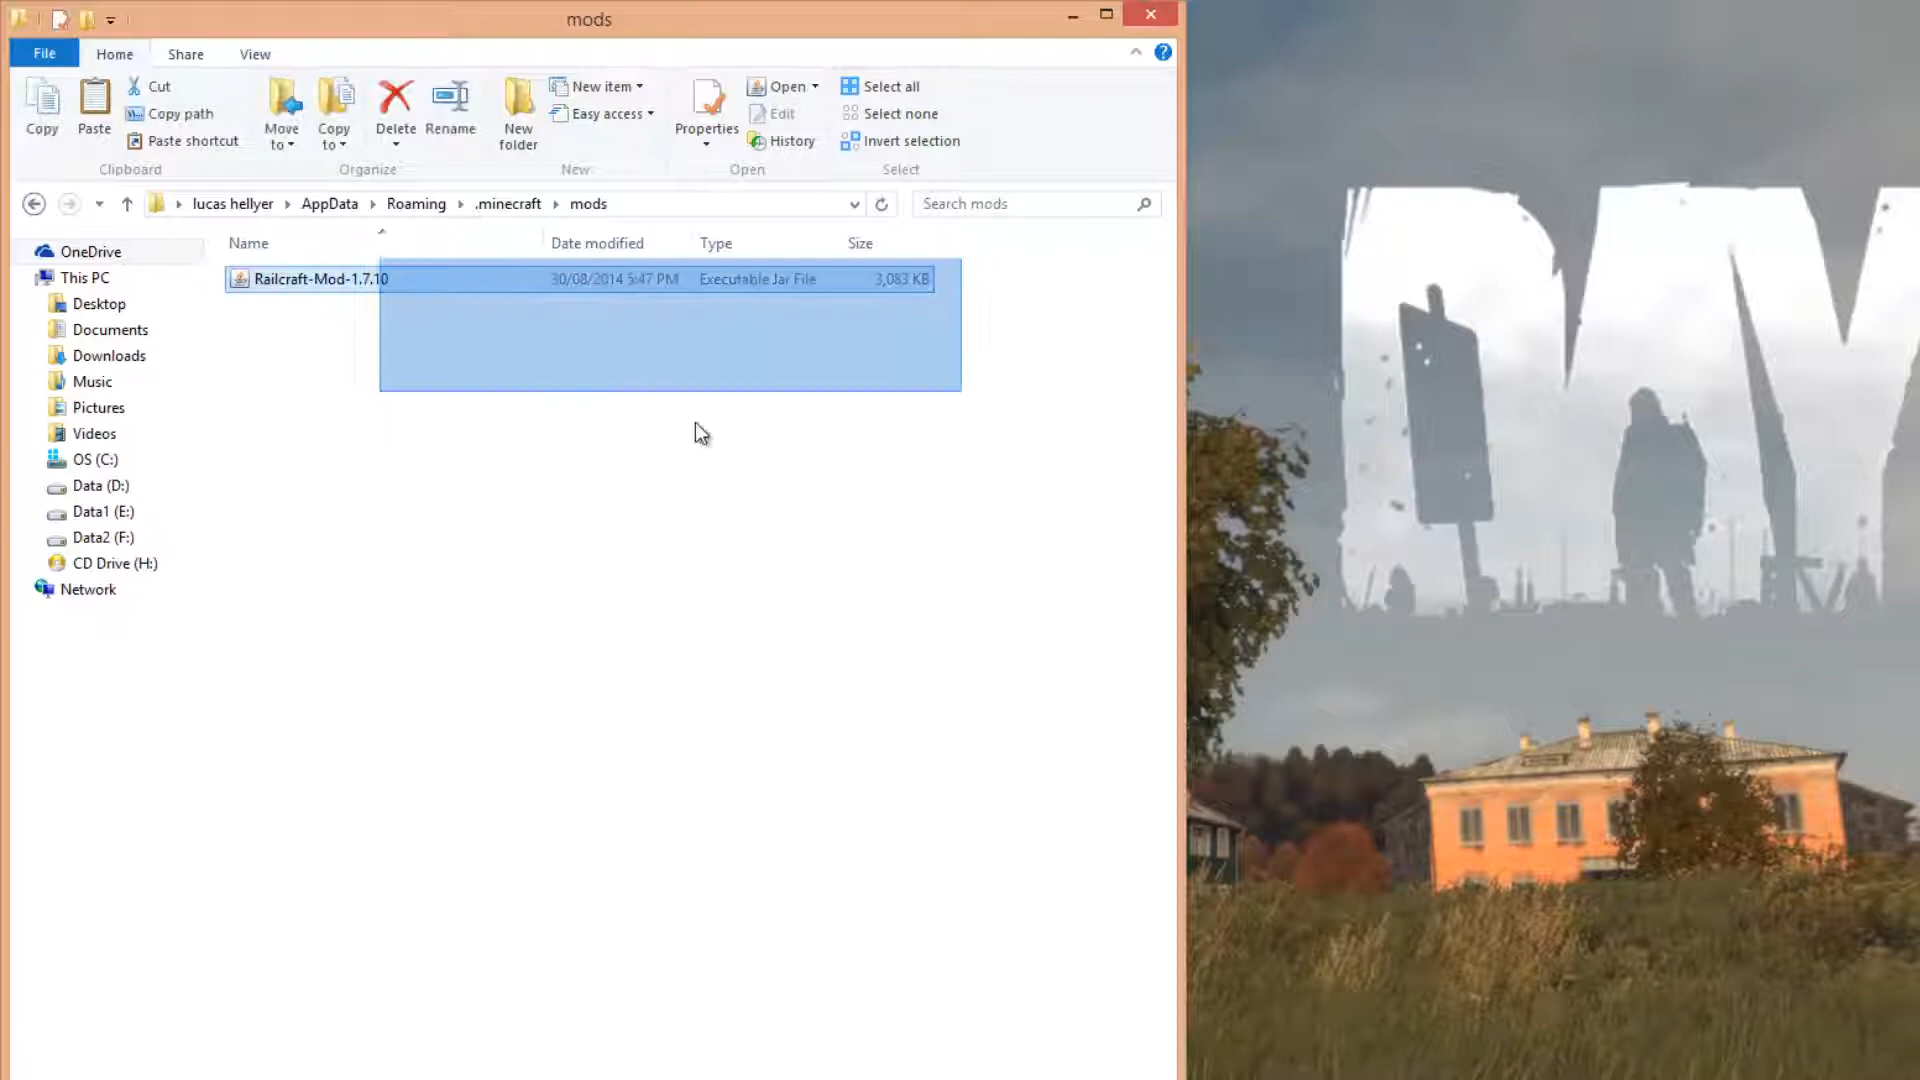 mods
File Home Share View
Copy Paste Cut Copy path Paste shortcut Move to Copy to Delete Rename New folder New item Easy access Properties Open Edit History Select all Select none Invert selection
Clipboard Organize New Open Select
lucas hellyer AppData Roaming .minecraft mods Search mods
Name Date modified Type Size
Railcraft-Mod-1.7.10 30/08/2014 5:47 PM Executable Jar File 3,083 KB
OneDrive
This PC
Desktop
Documents
Downloads
Music
Pictures
Videos
OS (C:)
Data (D:)
Data1 (E:)
Data2 (F:)
CD Drive (H:)
Network